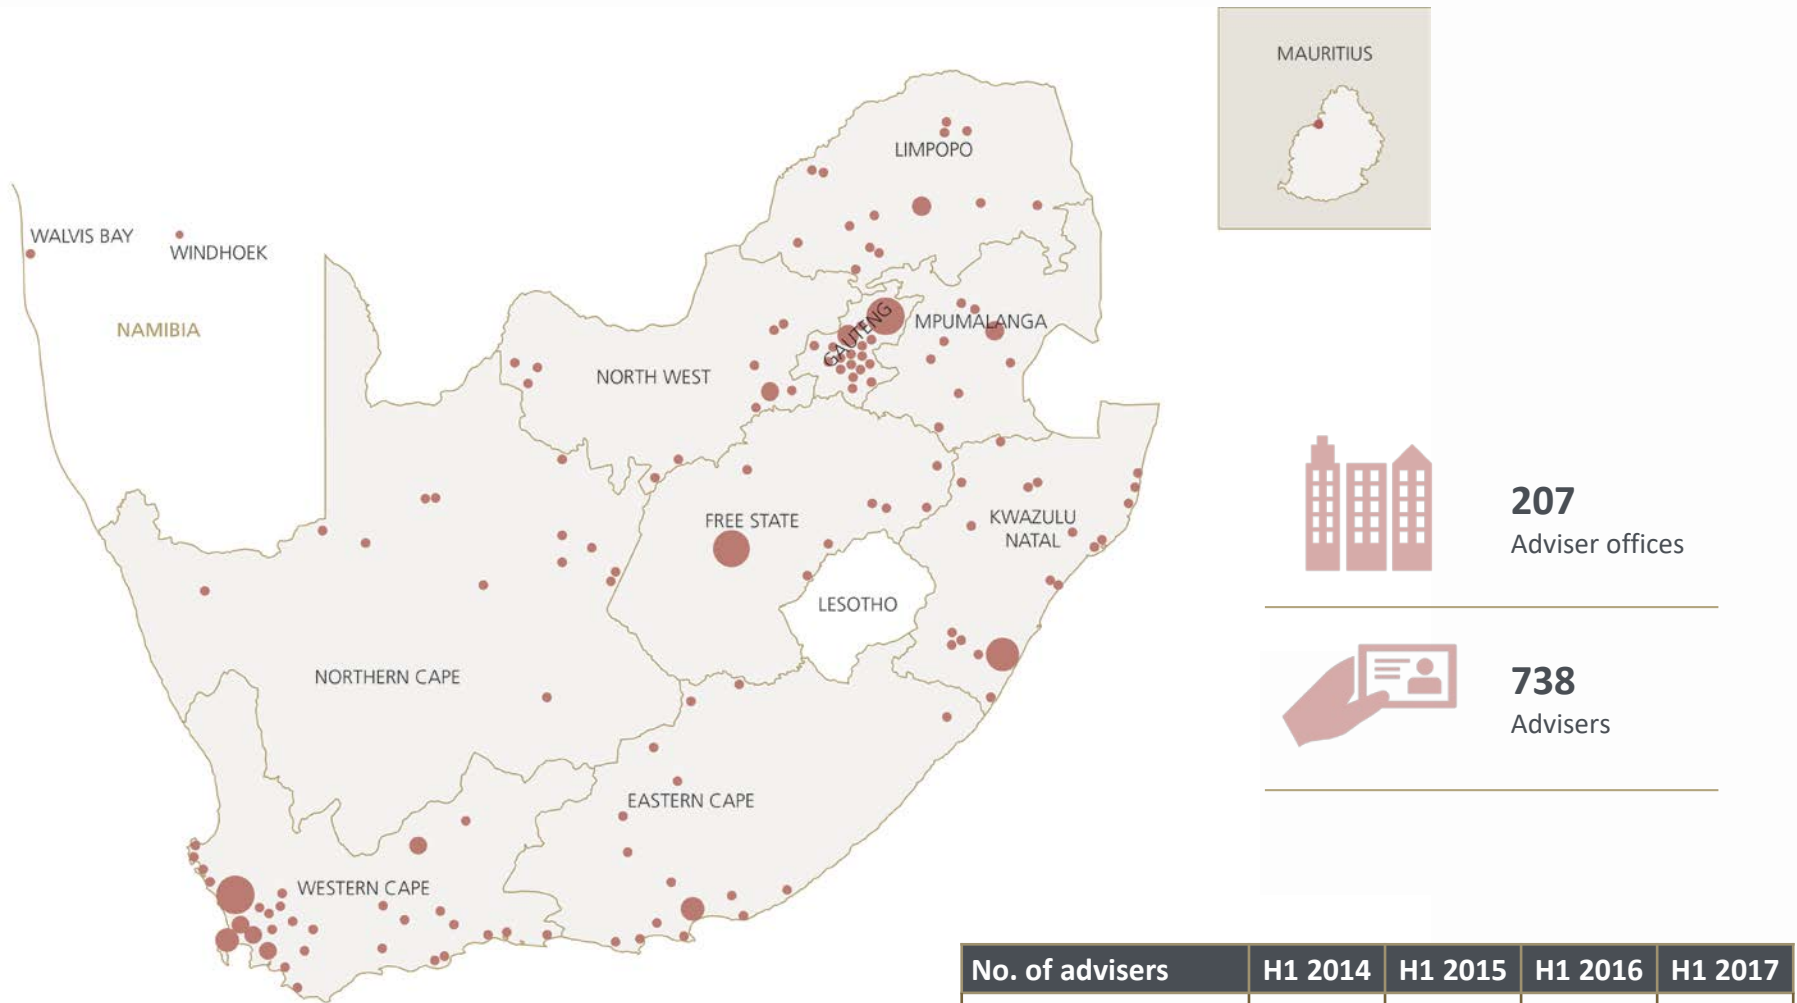 MAURITIUS
LIMPOPO
WALVIS BAY
WINDHOEK
NAMIBIA
GAUTENG
MPUMALANGA
NORTH WEST
FREE STATE
KWAZULU
NATAL
LESOTHO
NORTHERN CAPE
EASTERN CAPE
WESTERN CAPE
207
Adviser offices
738
Advisers
No. of advisers H1 2014 H1 2015 H1 2016 H1 2017